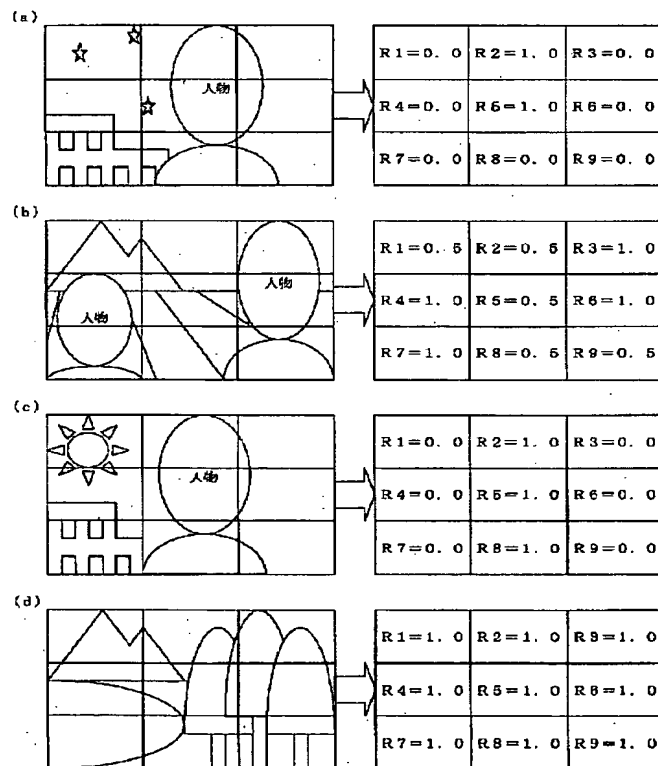 (a)
人物
R1=0.0 R2=1.0 R3=0.0
R4=0.0 R5=1.0 R6=0.0
R7=0.0 R8=0.0 R9=0.0
(b)
人物
人物
R1=0.5 R2=0.5 R3=1.0
R4=1.0 R5=0.5 R6=1.0
R7=1.0 R8=0.5 R9=0.5
(c)
人物
R1=0.0 R2=1.0 R3=0.0
R4=0.0 R5=1.0 R6=0.0
R7=0.0 R8=1.0 R9=0.0
(d)
R1=1.0 R2=1.0 R3=1.0
R4=1.0 R5=1.0 R6=1.0
R7=1.0 R8=1.0 R9=1.0